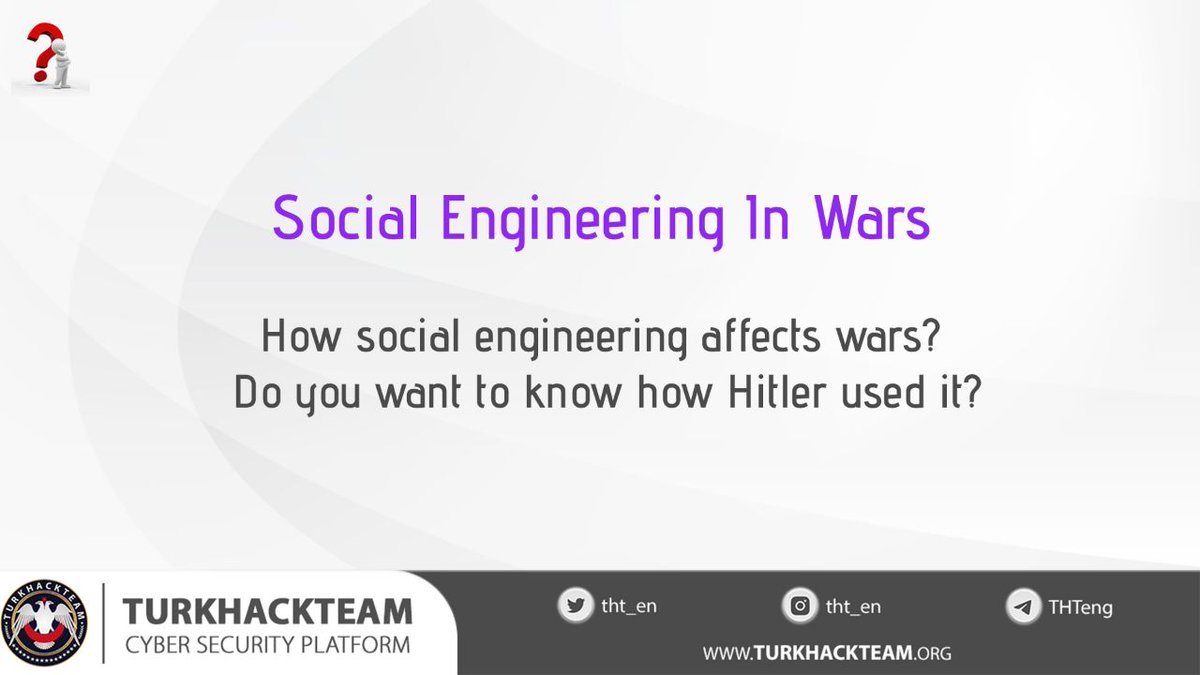 ?
Social Engineering In Wars
How social engineering affects wars?
Do you want to know how Hitler used it?
TURKHACKTEAM
TURKHACKTEAM
CYBER SECURITY PLATFORM
tht_en
tht_en
THTeng
WWW.TURKHACKTEAM.ORG